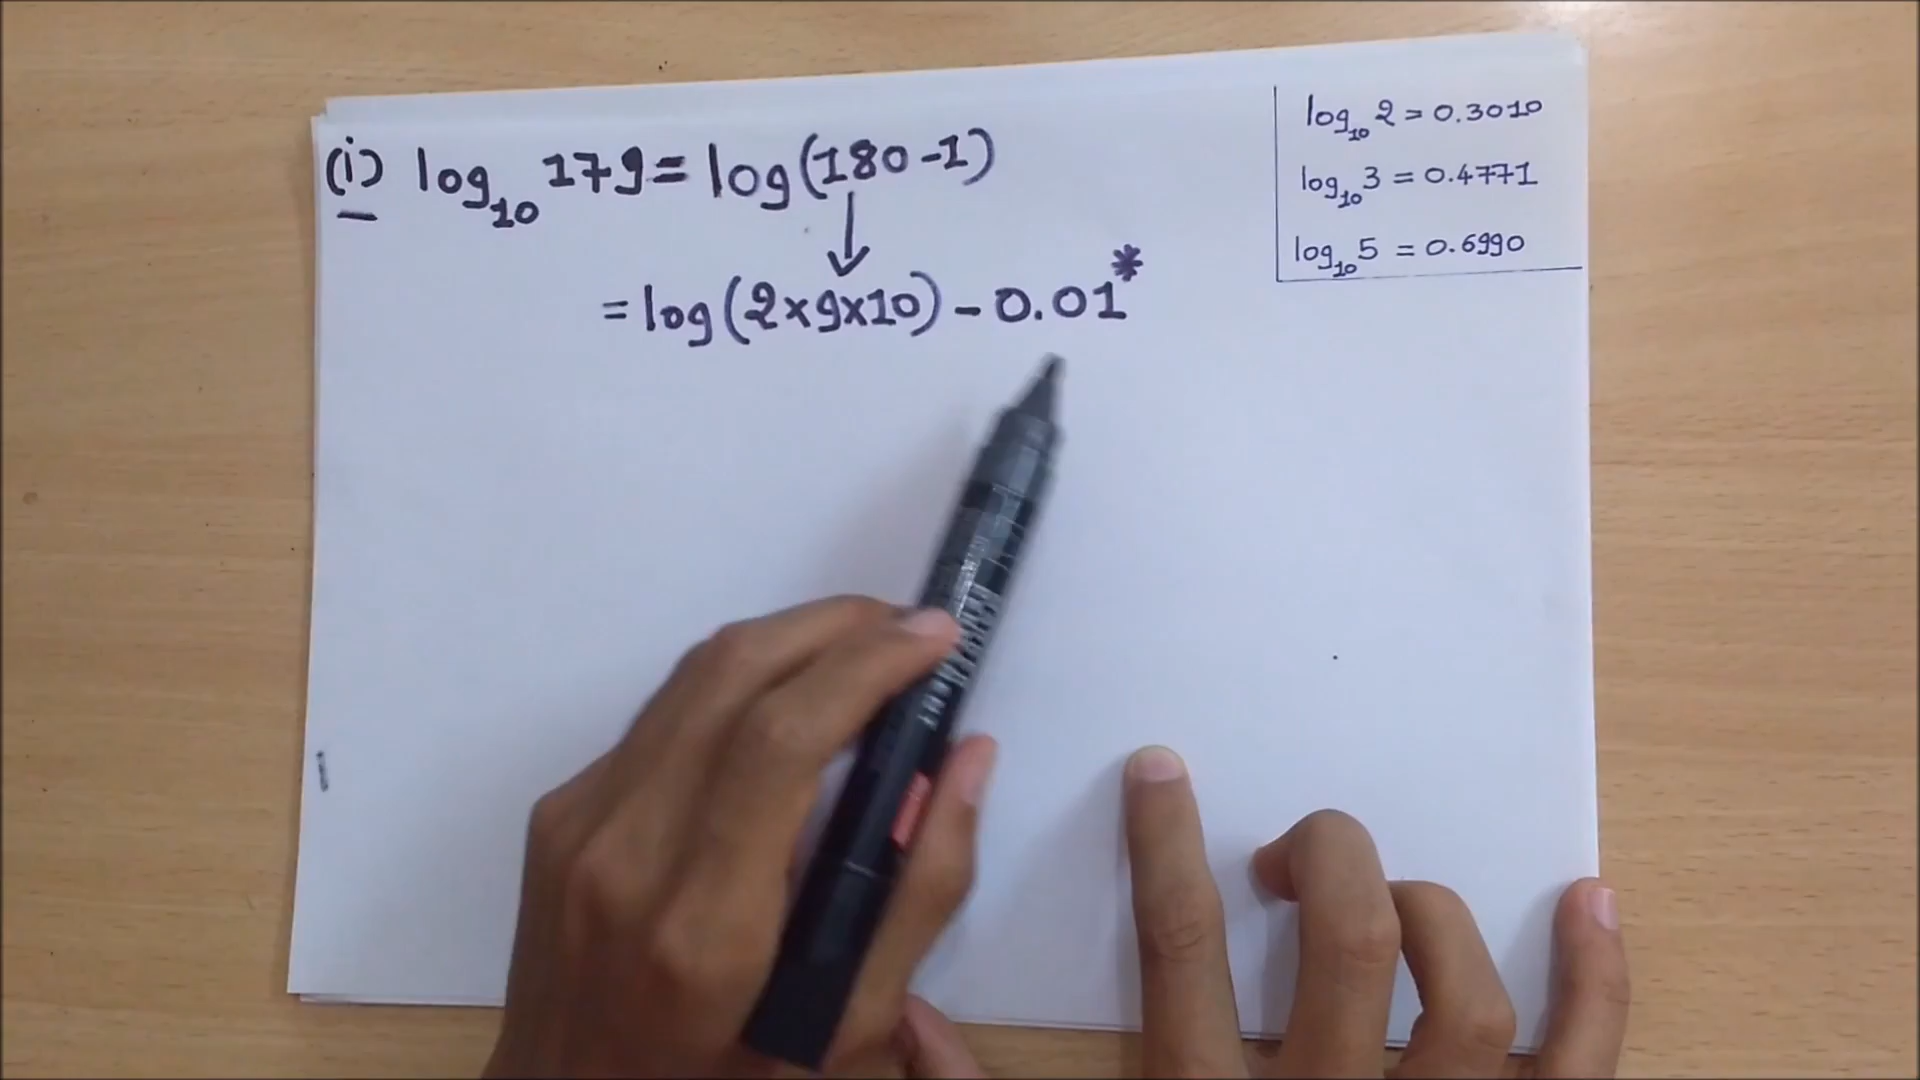 (i) log₁₀ 179 = log(180-1)
= log(2×9×10) - 0.01*
log₁₀ 2 = 0.3010
log₁₀ 3 = 0.4771
log₁₀ 5 = 0.6990